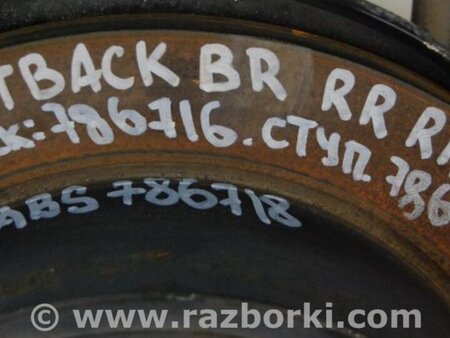 TBACK BR RR R
к: 786716. СТУП. 786
ABS 786718
© www.razborki.com